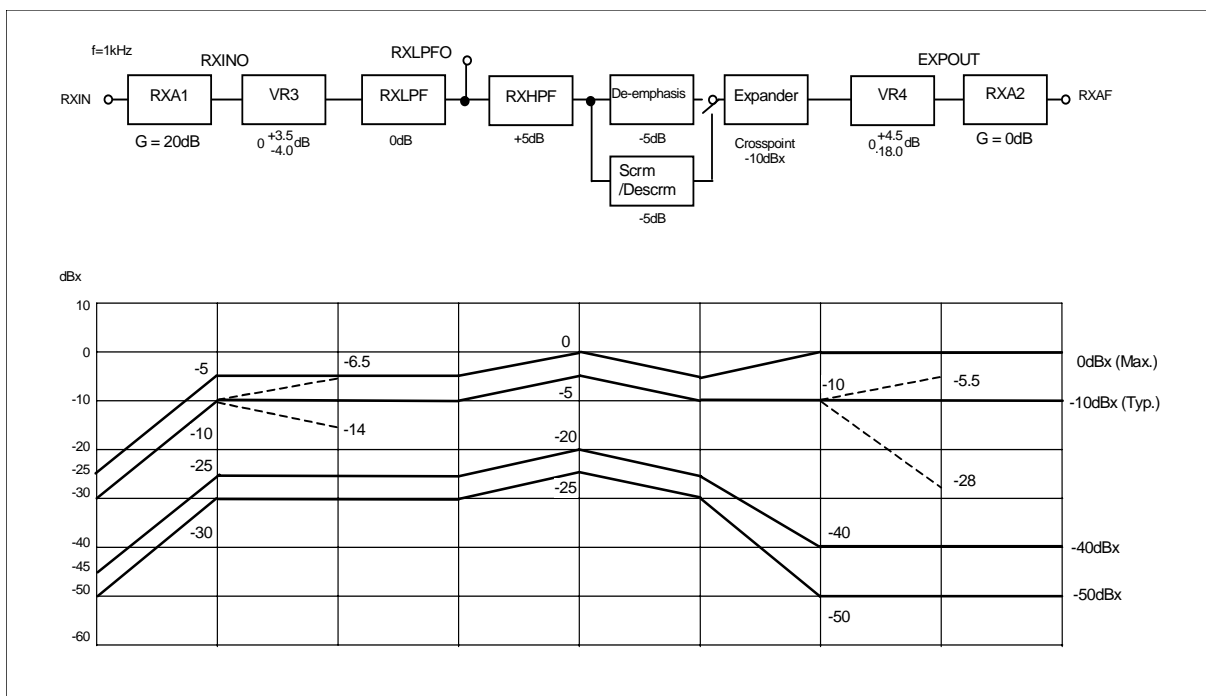 f=1kHz
RXINO
RXLPFO
EXPOUT
RXIN
RXA1
VR3
RXLPF
RXHPF
De-emphasis
Expander
VR4
RXA2
RXAF
G = 20dB
0 +3.5 -4.0 dB
0dB
+5dB
-5dB
Crosspoint
-10dBx
0 +4.5 -18.0 dB
G = 0dB
Scrm
/Descrm
-5dB
dBx
10
0
-10
-20
-25
-30
-40
-45
-50
-60
-5
-10
-25
-30
-6.5
-14
0
-5
-20
-25
-10
-5.5
-28
-40
-50
0dBx (Max.)
-10dBx (Typ.)
-40dBx
-50dBx